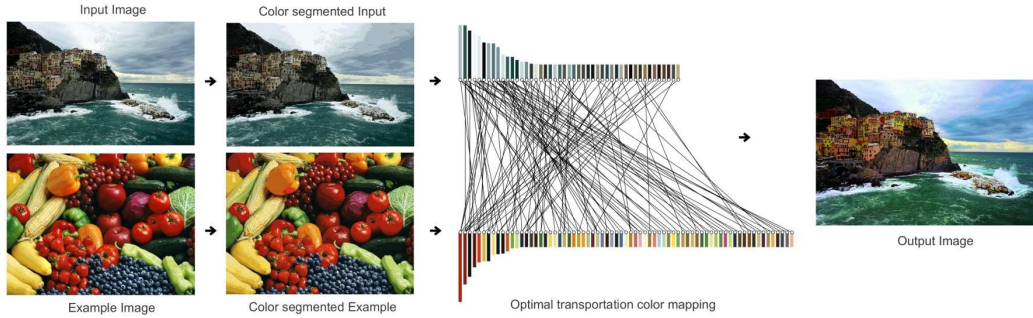 Input Image
Color segmented Input
Example Image
Color segmented Example
Optimal transportation color mapping
Output Image